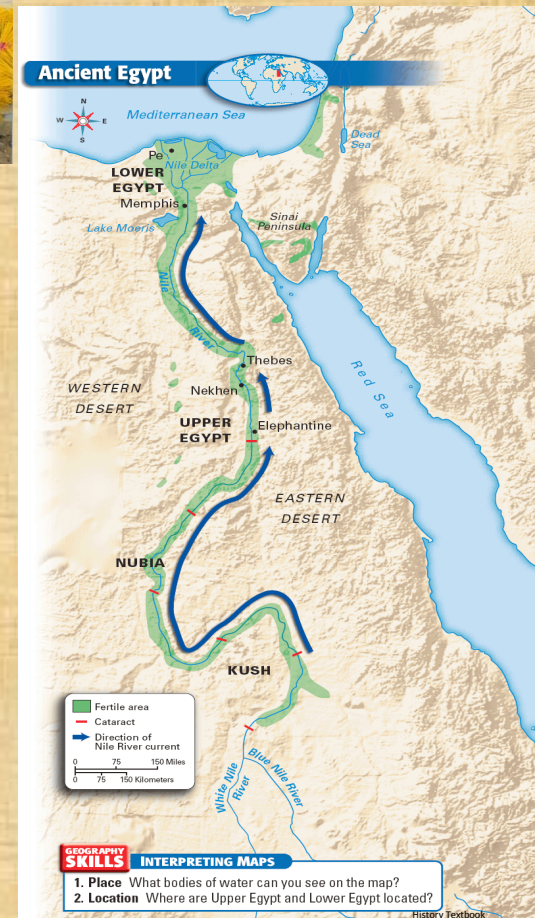 Ancient Egypt
N
W E
S
Mediterranean Sea
Dead
Sea
Pe
Nile Delta
LOWER
EGYPT
Memphis
Lake Moeris
Sinai
Peninsula
Nile
River
Red Sea
Thebes
WESTERN
DESERT
Nekhen
UPPER
EGYPT
Elephantine
EASTERN
DESERT
NUBIA
KUSH
Fertile area
Cataract
Direction of
Nile River current
0 75 150 Miles
0 75 150 Kilometers
White Nile
River
Blue Nile River
GEOGRAPHY
SKILLS INTERPRETING MAPS
1. Place What bodies of water can you see on the map?
2. Location Where are Upper Egypt and Lower Egypt located?
History Textbook